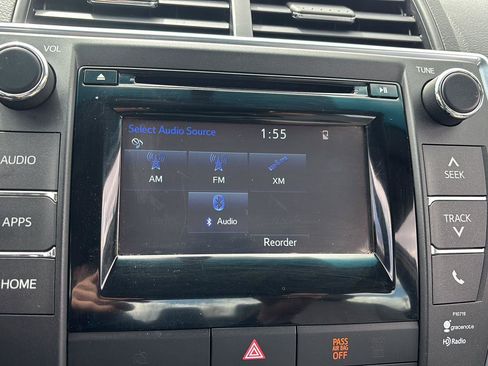 VOL
TUNE
Select Audio Source
1:55
AM
FM
XM
Audio
Reorder
AUDIO
APPS
HOME
SEEK
TRACK
P10716
gracenote
HD Radio
PASS
AIR BAG
OFF